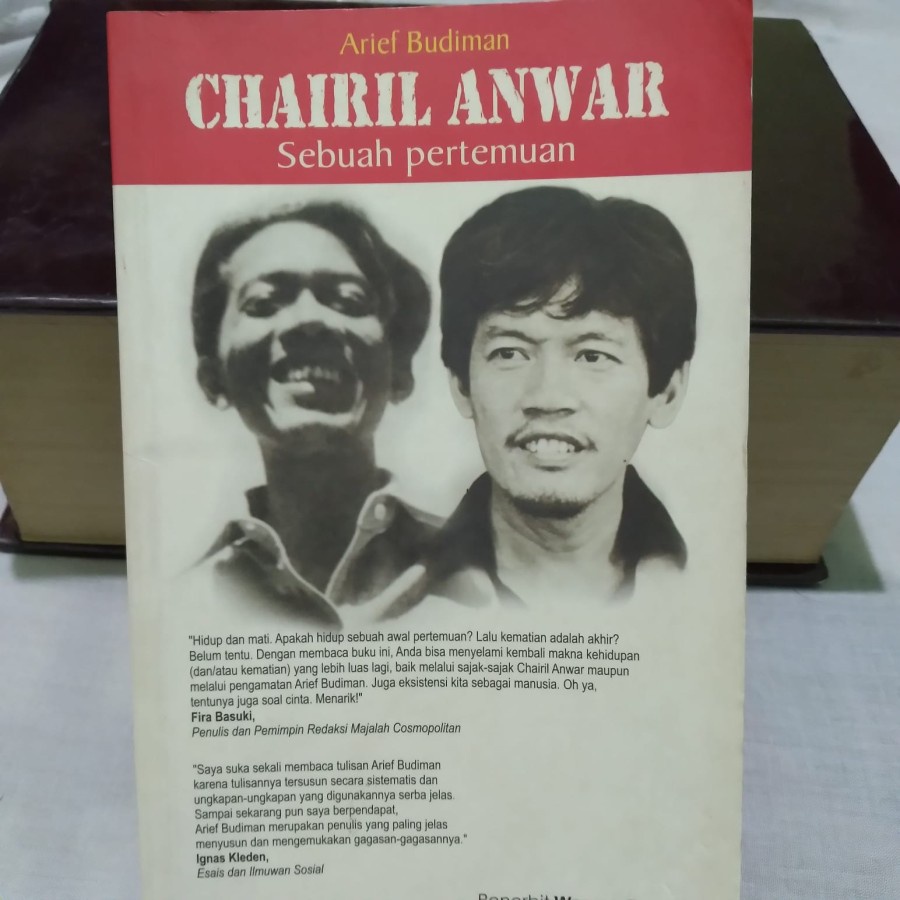 Arief Budiman
CHAIRIL ANWAR
Sebuah pertemuan
"Hidup dan mati. Apakah hidup sebuah awal pertemuan? Lalu kematian adalah akhir?
Belum tentu. Dengan membaca buku ini, Anda bisa menyelami kembali makna kehidupan
(dan/atau kematian) yang lebih luas lagi, baik melalui sajak-sajak Chairil Anwar maupun
melalui pengamatan Arief Budiman. Juga eksistensi kita sebagai manusia. Oh ya,
tentunya juga soal cinta. Menarik!"
Fira Basuki,
Penulis dan Pemimpin Redaksi Majalah Cosmopolitan
"Saya suka sekali membaca tulisan Arief Budiman
karena tulisannya tersusun secara sistematis dan
ungkapan-ungkapan yang digunakannya serba jelas.
Sampai sekarang pun saya berpendapat,
Arief Budiman merupakan penulis yang paling jelas
menyusun dan mengemukakan gagasan-gagasannya."
Ignas Kleden,
Esais dan Ilmuwan Sosial
Penerbit